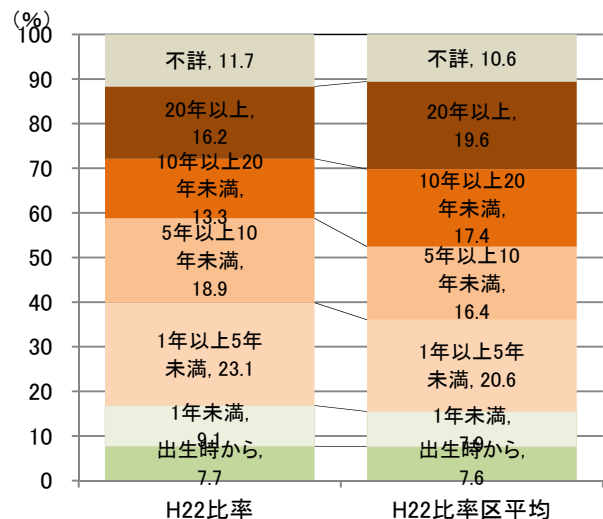 (%)
100
90
80
70
60
50
40
30
20
10
0
不詳, 11.7
20年以上,
16.2
10年以上20
年未満,
13.3
5年以上10
年未満,
18.9
1年以上5年
未満, 23.1
1年未満,
9.1
出生時から,
7.7
不詳, 10.6
20年以上,
19.6
10年以上20
年未満,
17.4
5年以上10
年未満,
16.4
1年以上5年
未満, 20.6
1年未満,
7.9
出生時から,
7.6
H22比率
H22比率区平均